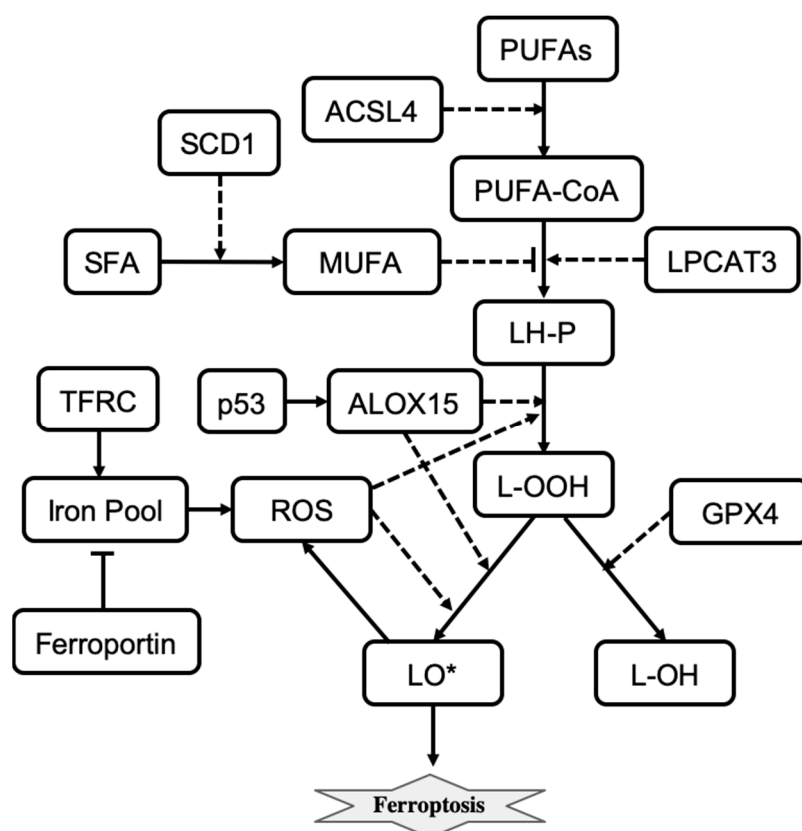 PUFAs
ACSL4
SCD1
PUFA-CoA
SFA
MUFA
LPCAT3
LH-P
TFRC
p53
ALOX15
Iron Pool
ROS
L-OOH
GPX4
Ferroportin
LO*
L-OH
Ferroptosis